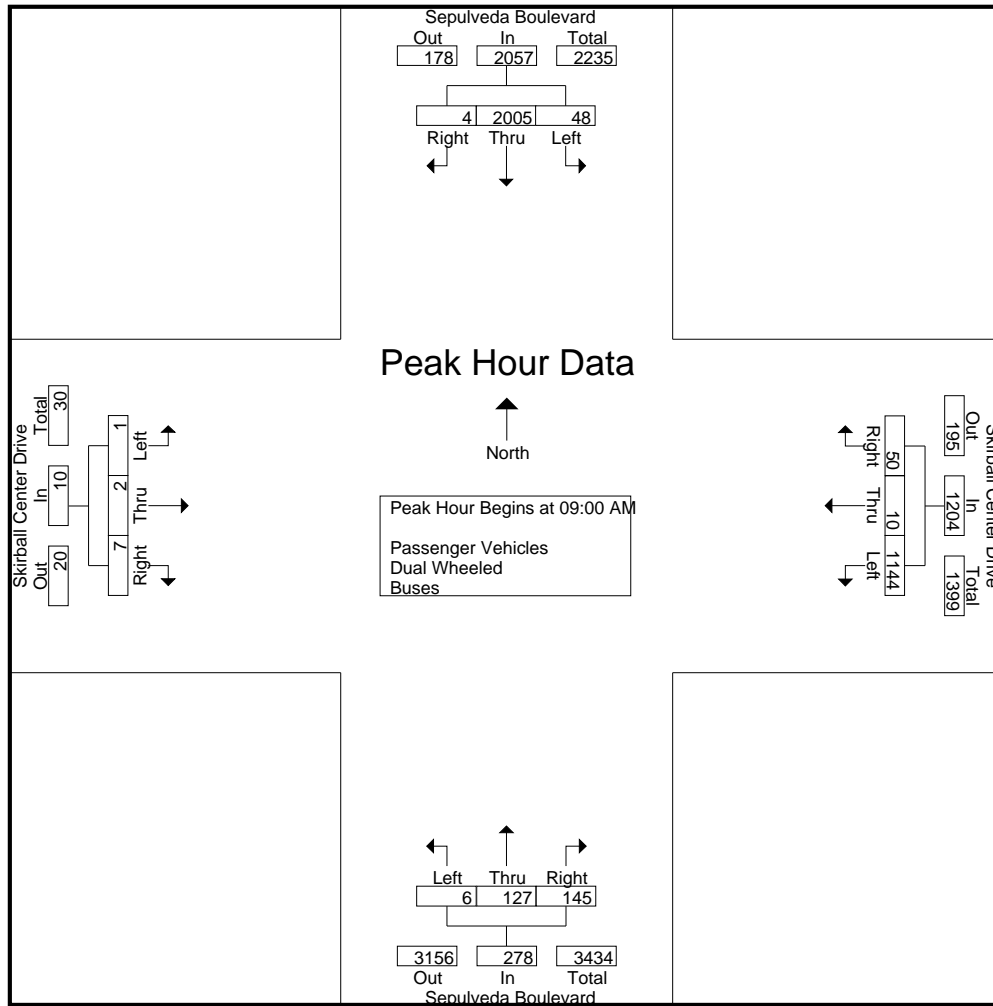 Sepulveda Boulevard
Out In Total
178 2057 2235
4 2005 48
Right Thru Left
Peak Hour Data
North
Peak Hour Begins at 09:00 AM
Passenger Vehicles
Dual Wheeled
Buses
Skirball Center Drive
Out In Total
20 10 30
7 2 1
Right Thru Left
Skirball Center Drive
Out In Total
195 1204 1399
50 10 1144
Right Thru Left
Left Thru Right
6 127 145
3156 278 3434
Out In Total
Sepulveda Boulevard